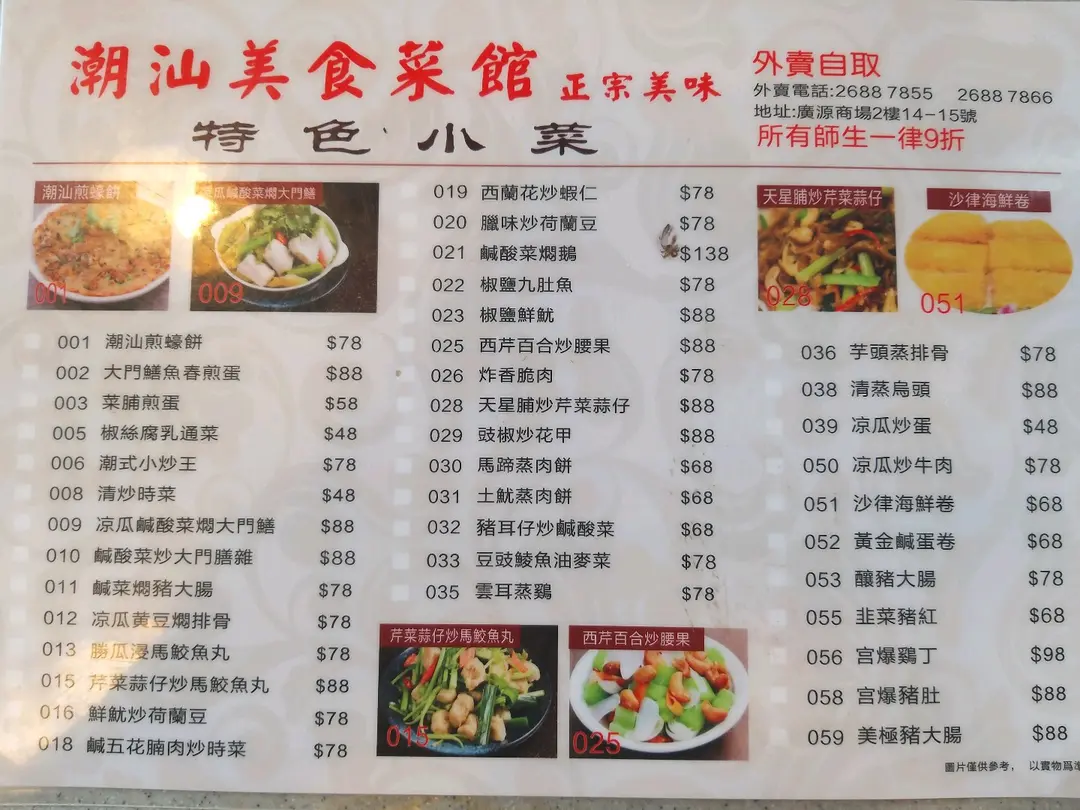 潮汕美食菜館 正宗美味
特色小菜
外賣自取
外賣電話:2688 7855 2688 7866
地址:廣源商場2樓14-15號
所有師生一律9折
潮汕煎蠔餅
001
瓜瓜鹹酸菜燜大門鱔
009
001 潮汕煎蠔餅 $78
002 大門鱔魚春煎蛋 $88
003 菜脯煎蛋 $58
005 椒絲腐乳通菜 $48
006 潮式小炒王 $78
008 清炒時菜 $48
009 凉瓜鹹酸菜燜大門鱔 $88
010 鹹酸菜炒大門膳雜 $88
011 鹹菜燜豬大腸 $78
012 凉瓜黄豆燜排骨 $78
013 勝瓜浸馬鮫魚丸 $78
015 芹菜蒜仔炒馬鮫魚丸 $88
016 鮮魷炒荷蘭豆 $78
018 鹹五花腩肉炒時菜 $78
019 西蘭花炒蝦仁 $78
020 臘味炒荷蘭豆 $78
021 鹹酸菜燜鵝 $138
022 椒鹽九肚魚 $78
023 椒鹽鮮魷 $88
025 西芹百合炒腰果 $88
026 炸香脆肉 $78
028 天星脯炒芹菜蒜仔 $88
029 豉椒炒花甲 $88
030 馬蹄蒸肉餅 $68
031 土魷蒸肉餅 $68
032 豬耳仔炒鹹酸菜 $68
033 豆豉鯪魚油麥菜 $78
035 雲耳蒸鷄 $78
芹菜蒜仔炒馬鮫魚丸
015
西芹百合炒腰果
025
天星脯炒芹菜蒜仔
028
沙律海鮮卷
051
036 芋頭蒸排骨 $78
038 清蒸烏頭 $88
039 凉瓜炒蛋 $48
050 凉瓜炒牛肉 $78
051 沙律海鮮卷 $68
052 黃金鹹蛋卷 $68
053 釀豬大腸 $78
055 韭菜豬紅 $68
056 宫爆鷄丁 $98
058 宫爆豬肚 $88
059 美極豬大腸 $88
圖片僅供參考， 以實物爲準